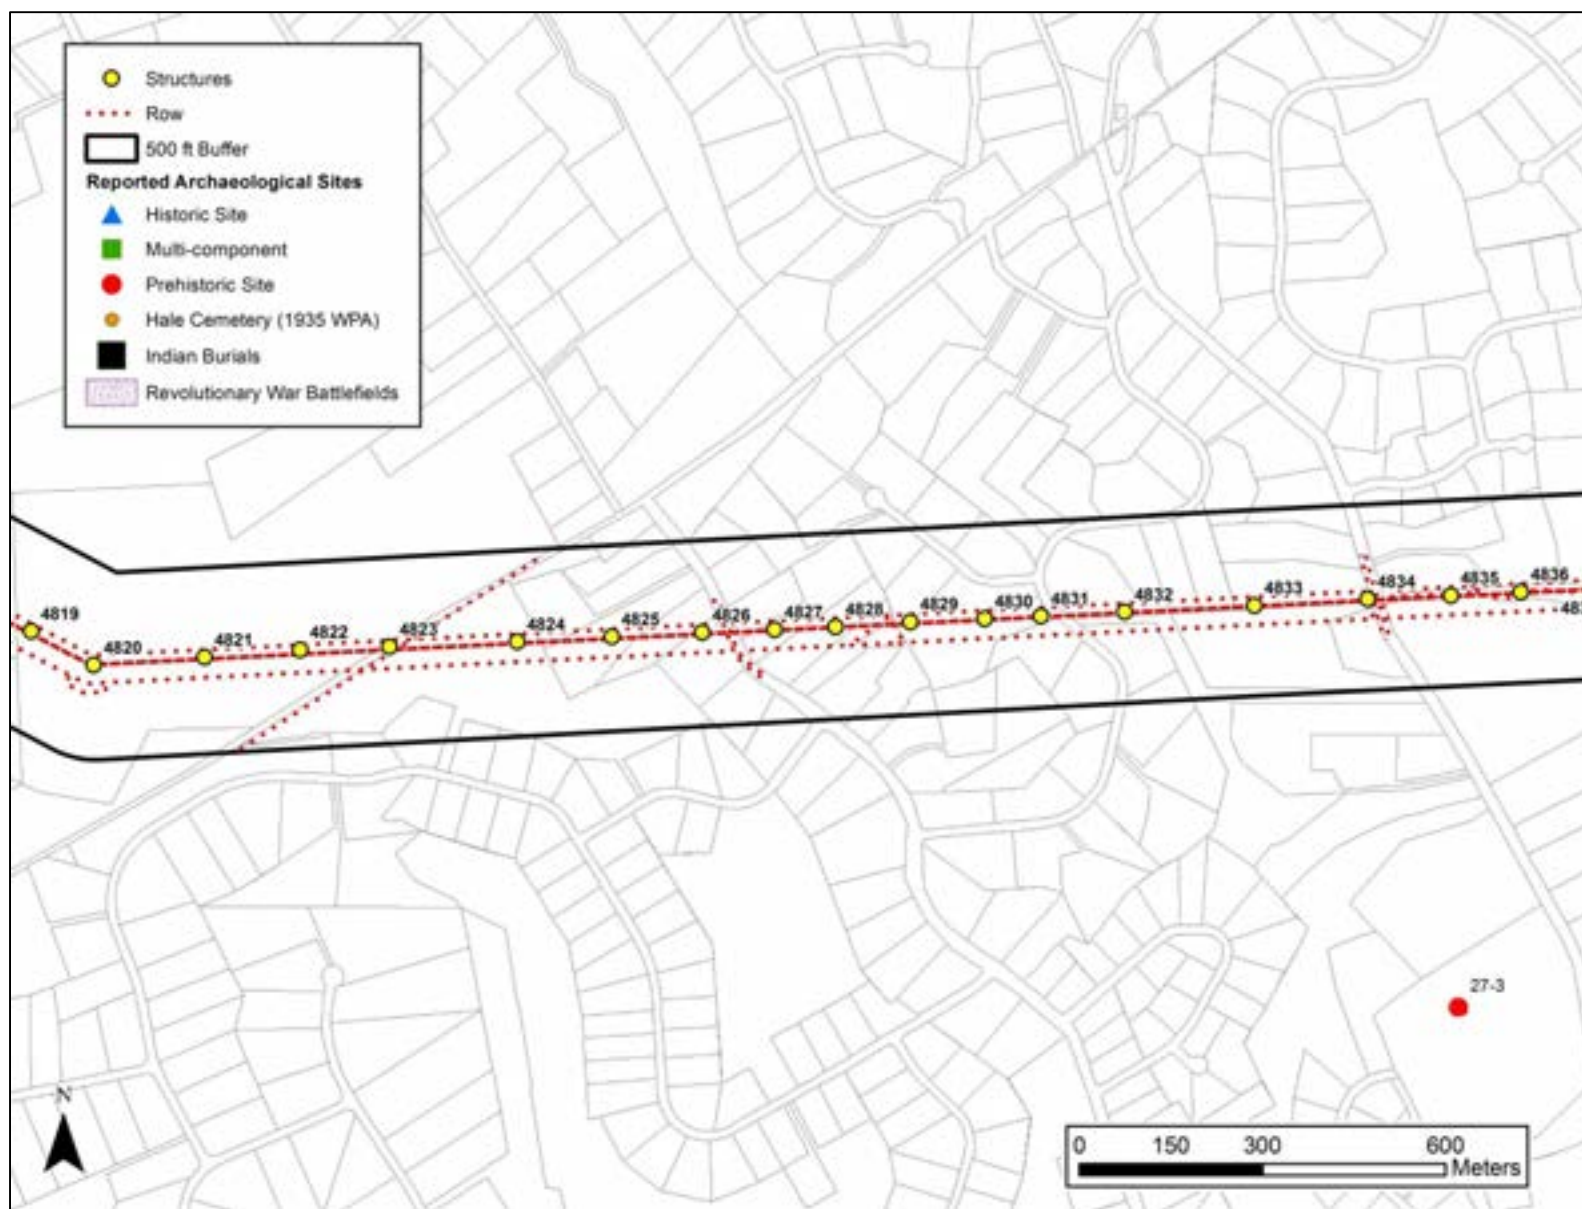 Structures
Row
500 ft Buffer
Reported Archaeological Sites
Historic Site
Multi-component
Prehistoric Site
Hale Cemetery (1935 WPA)
Indian Burials
Revolutionary War Battlefields
4819
4820
4821
4822
4823
4824
4825
4826
4827
4828
4829
4830
4831
4832
4833
4834
4835
4836
27-3
N
0 150 300 600
Meters